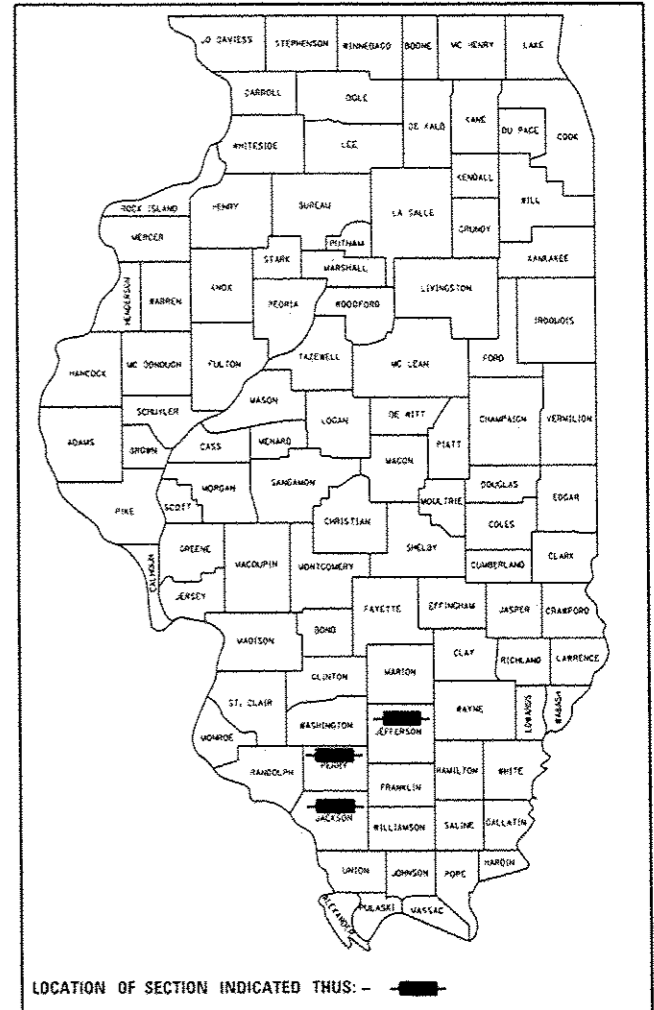 JO DAVIESS STEPHENSON WINNEBAGO BOONE MC HENRY LAKE
CARROLL OGLE DE KALB KANE DU PAGE COOK
WHITESIDE LEE
KENDALL
ROCK ISLAND HENRY BUREAU LA SALLE WILL
MERCER PUTNAM GRUNDY
STARK MARSHALL KANKAKEE
HENDERSON WARREN KNOX PEORIA WOODFORD LIVINGSTON
IROQUOIS
HANCOCK MC DONOUGH FULTON TAZEWELL MC LEAN FORD
MASON
SCHUYLER LOGAN DE WITT CHAMPAIGN VERMILION
ADAMS BROWN CASS MENARD MACON PIATT
MORGAN SANGAMON DOUGLAS
PIKE SCOTT CHRISTIAN MOULTRIE COLES EDGAR
GREENE SHELBY
CALHOUN MACOUPIN MONTGOMERY CUMBERLAND CLARK
JERSEY FAYETTE EFFINGHAM JASPER CRAWFORD
MADISON BOND
CLAY RICHLAND LAWRENCE
CLINTON MARION
ST. CLAIR WASHINGTON WAYNE EDWARDS WABASH
MONROE JEFFERSON
RANDOLPH PERRY HAMILTON WHITE
FRANKLIN
JACKSON WILLIAMSON SALINE GALLATIN
UNION JOHNSON POPE HARDIN
ALEXANDER PULASKI MASSAC
LOCATION OF SECTION INDICATED THUS: -